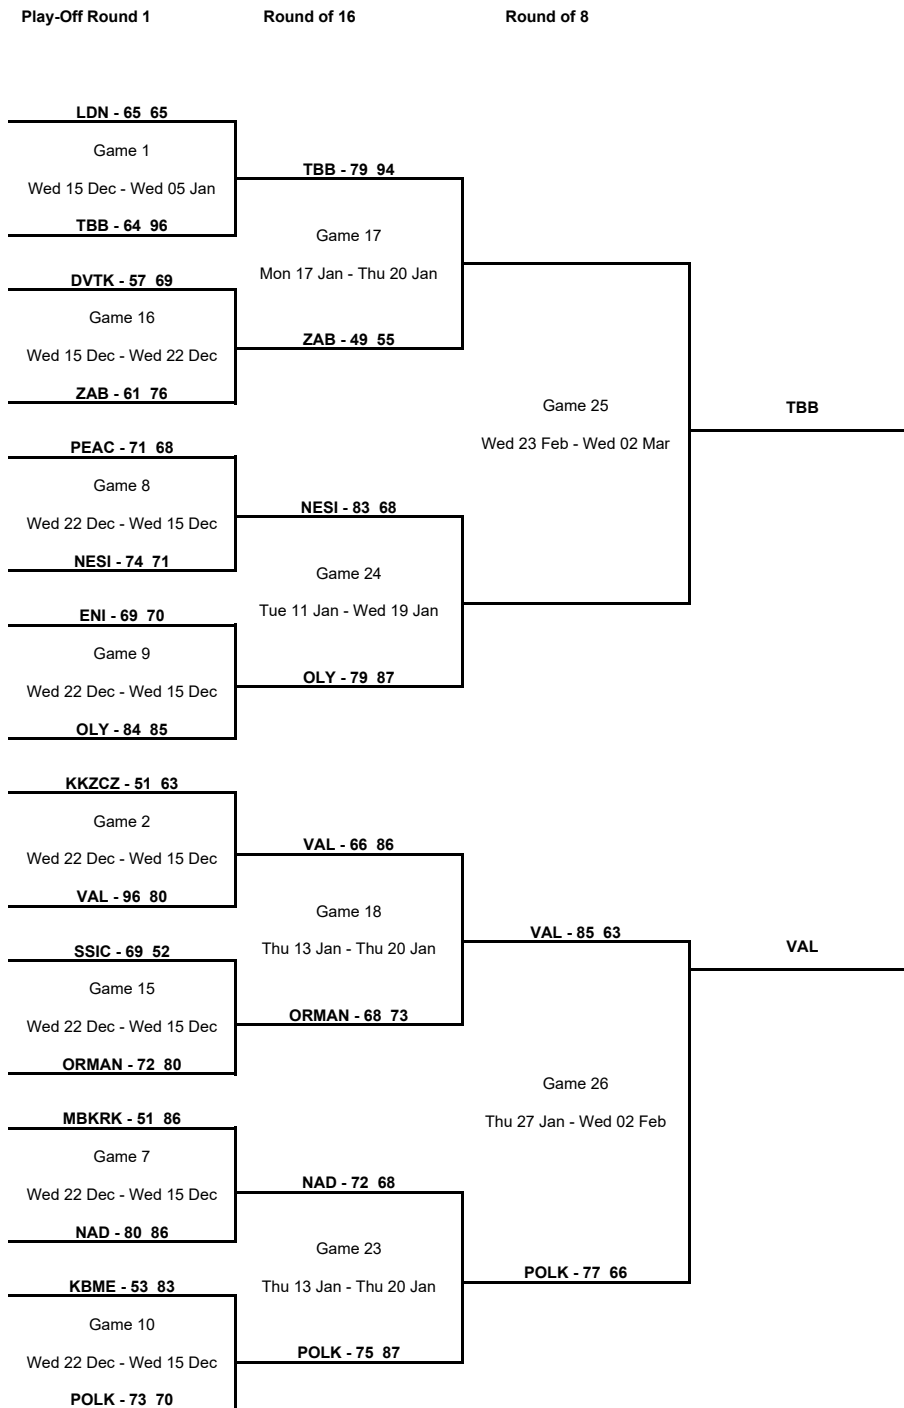 Play-Off Round 1
Round of 16
Round of 8
LDN - 65 65
Game 1
Wed 15 Dec - Wed 05 Jan
TBB - 64 96
DVTK - 57 69
Game 16
Wed 15 Dec - Wed 22 Dec
ZAB - 61 76
PEAC - 71 68
Game 8
Wed 22 Dec - Wed 15 Dec
NESI - 74 71
ENI - 69 70
Game 9
Wed 22 Dec - Wed 15 Dec
OLY - 84 85
KKZCZ - 51 63
Game 2
Wed 22 Dec - Wed 15 Dec
VAL - 96 80
SSIC - 69 52
Game 15
Wed 22 Dec - Wed 15 Dec
ORMAN - 72 80
MBKRK - 51 86
Game 7
Wed 22 Dec - Wed 15 Dec
NAD - 80 86
KBME - 53 83
Game 10
Wed 22 Dec - Wed 15 Dec
POLK - 73 70
TBB - 79 94
Game 17
Mon 17 Jan - Thu 20 Jan
ZAB - 49 55
NESI - 83 68
Game 24
Tue 11 Jan - Wed 19 Jan
OLY - 79 87
VAL - 66 86
Game 18
Thu 13 Jan - Thu 20 Jan
ORMAN - 68 73
NAD - 72 68
Game 23
Thu 13 Jan - Thu 20 Jan
POLK - 75 87
Game 25
Wed 23 Feb - Wed 02 Mar
VAL - 85 63
Game 26
Thu 27 Jan - Wed 02 Feb
POLK - 77 66
TBB
VAL